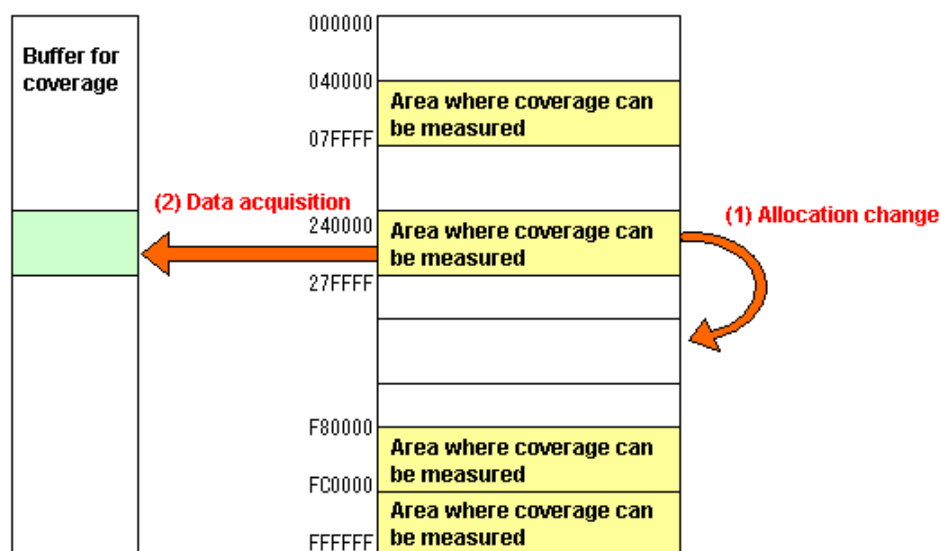 Buffer for
coverage
000000
040000
Area where coverage can
be measured
07FFFF
(2) Data acquisition
240000
Area where coverage can
be measured
(1) Allocation change
27FFFF
F80000
Area where coverage can
be measured
FC0000
Area where coverage can
be measured
FFFFFF